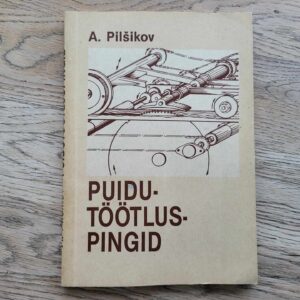 A. Pilšikov
PUIDU-
TÖÖTLUS-
PINGID